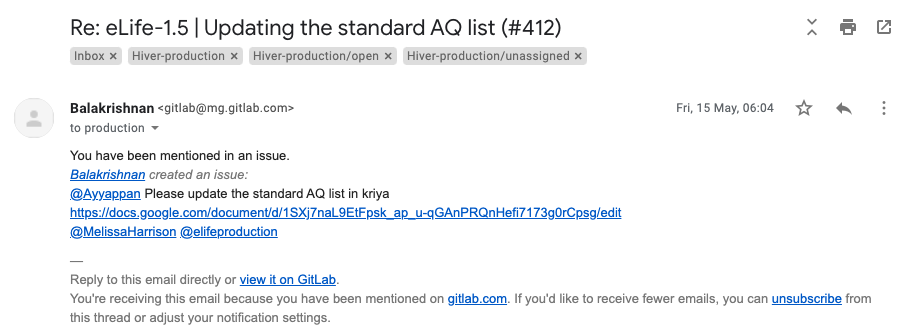 Re: eLife-1.5 | Updating the standard AQ list (#412)
Inbox × Hiver-production × Hiver-production/open × Hiver-production/unassigned ×
Balakrishnan <gitlab@mg.gitlab.com> Fri, 15 May, 06:04
to production
You have been mentioned in an issue.
Balakrishnan created an issue:
@Ayyappan Please update the standard AQ list in kriya
https://docs.google.com/document/d/1SXj7naL9EtFpsk_ap_u-qGAnPRQnHefi7173g0rCpsg/edit
@MelissaHarrison @elifeproduction
—
Reply to this email directly or view it on GitLab.
You're receiving this email because you have been mentioned on gitlab.com. If you'd like to receive fewer emails, you can unsubscribe from
this thread or adjust your notification settings.